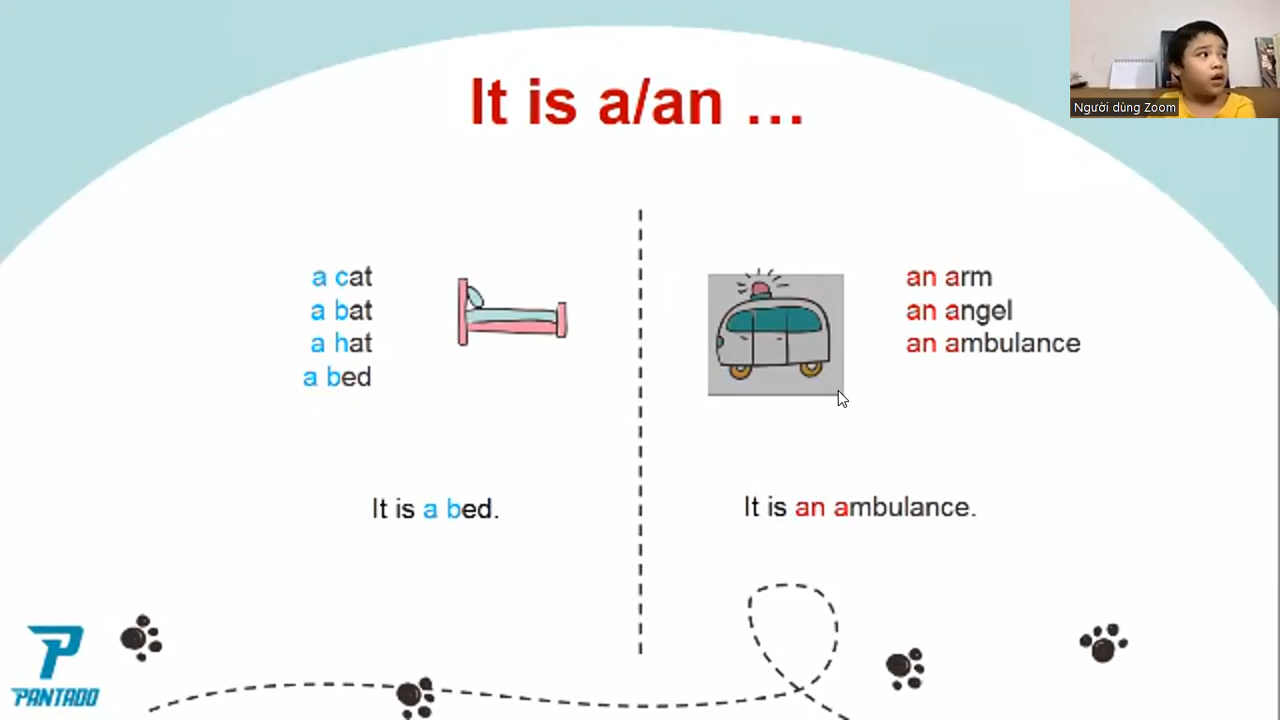 It is a/an ...
Người dùng Zoom
a cat
a bat
a hat
a bed
an arm
an angel
an ambulance
It is a bed.
It is an ambulance.
PANTADO